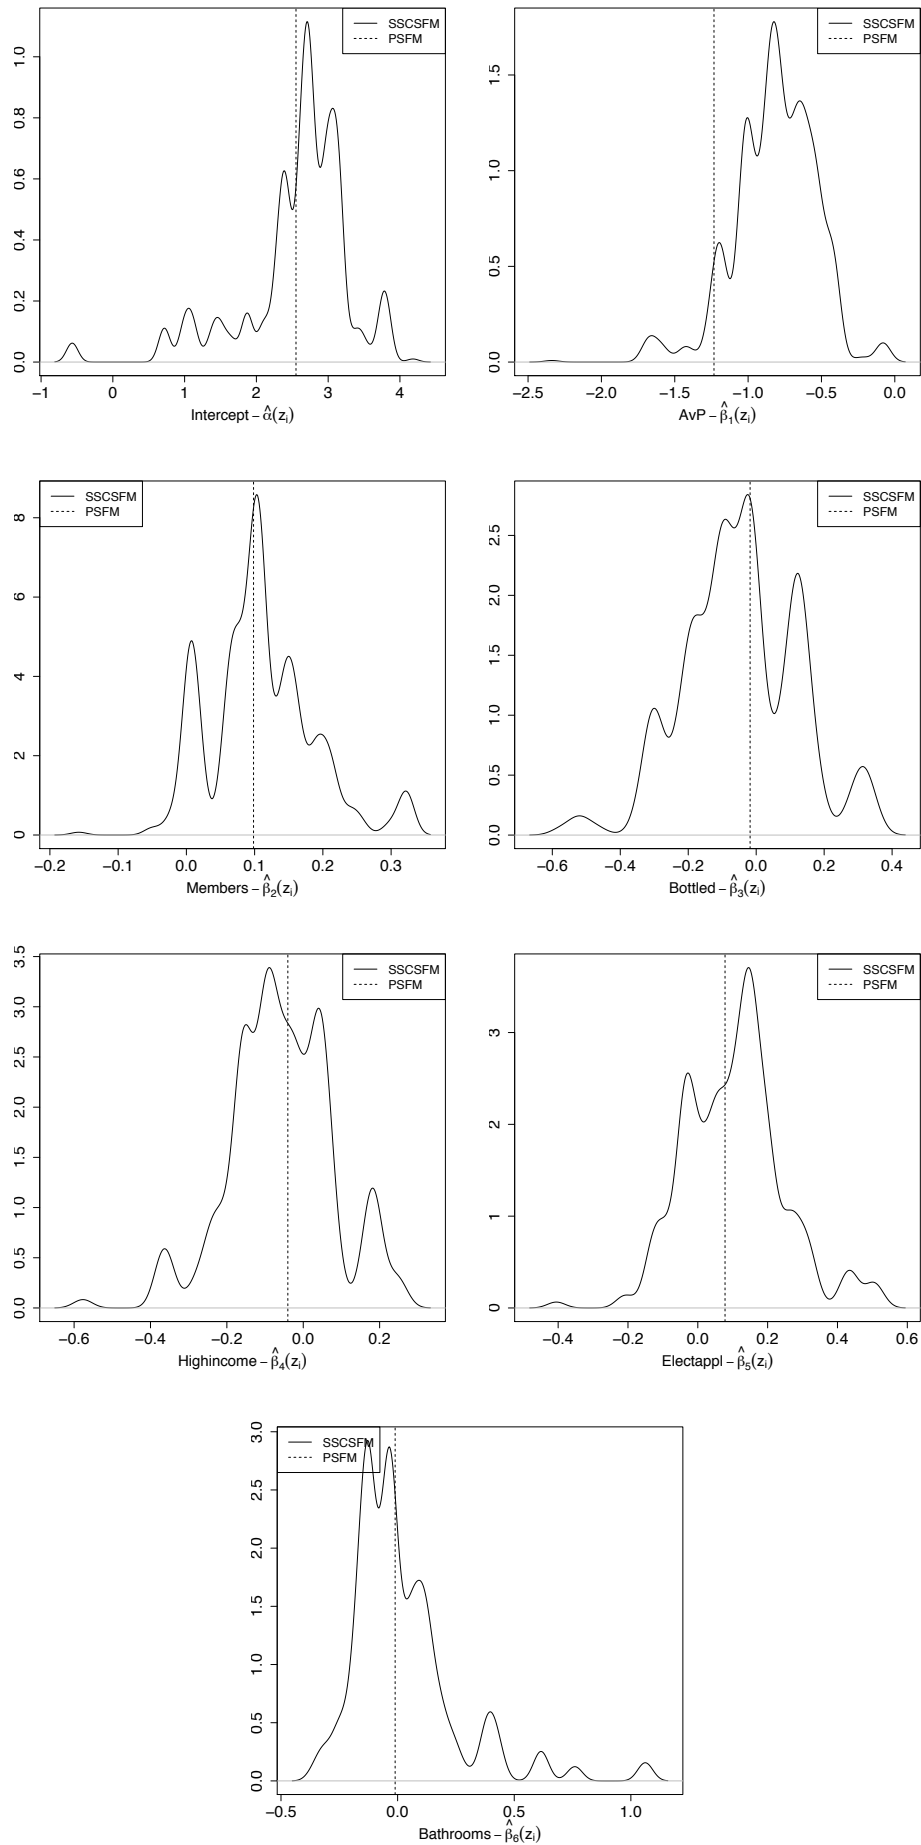 SSCSFM
PSFM
0.0 0.2 0.4 0.6 0.8 1.0
−1 0 1 2 3 4
Intercept – α̂(zᵢ)
SSCSFM
PSFM
0.0 0.5 1.0 1.5
−2.5 −2.0 −1.5 −1.0 −0.5 0.0
AvP – β̂₁(zᵢ)
SSCSFM
PSFM
0 2 4 6 8
−0.2 −0.1 0.0 0.1 0.2 0.3
Members – β̂₂(zᵢ)
SSCSFM
PSFM
0.0 0.5 1.0 1.5 2.0 2.5
−0.6 −0.4 −0.2 0.0 0.2 0.4
Bottled – β̂₃(zᵢ)
SSCSFM
PSFM
0.0 0.5 1.0 1.5 2.0 2.5 3.0 3.5
−0.6 −0.4 −0.2 0.0 0.2
Highincome – β̂₄(zᵢ)
SSCSFM
PSFM
0 1 2 3
−0.4 −0.2 0.0 0.2 0.4 0.6
Electappl – β̂₅(zᵢ)
SSCSFM
PSFM
0.0 0.5 1.0 1.5 2.0 2.5 3.0
−0.5 0.0 0.5 1.0
Bathrooms – β̂₆(zᵢ)